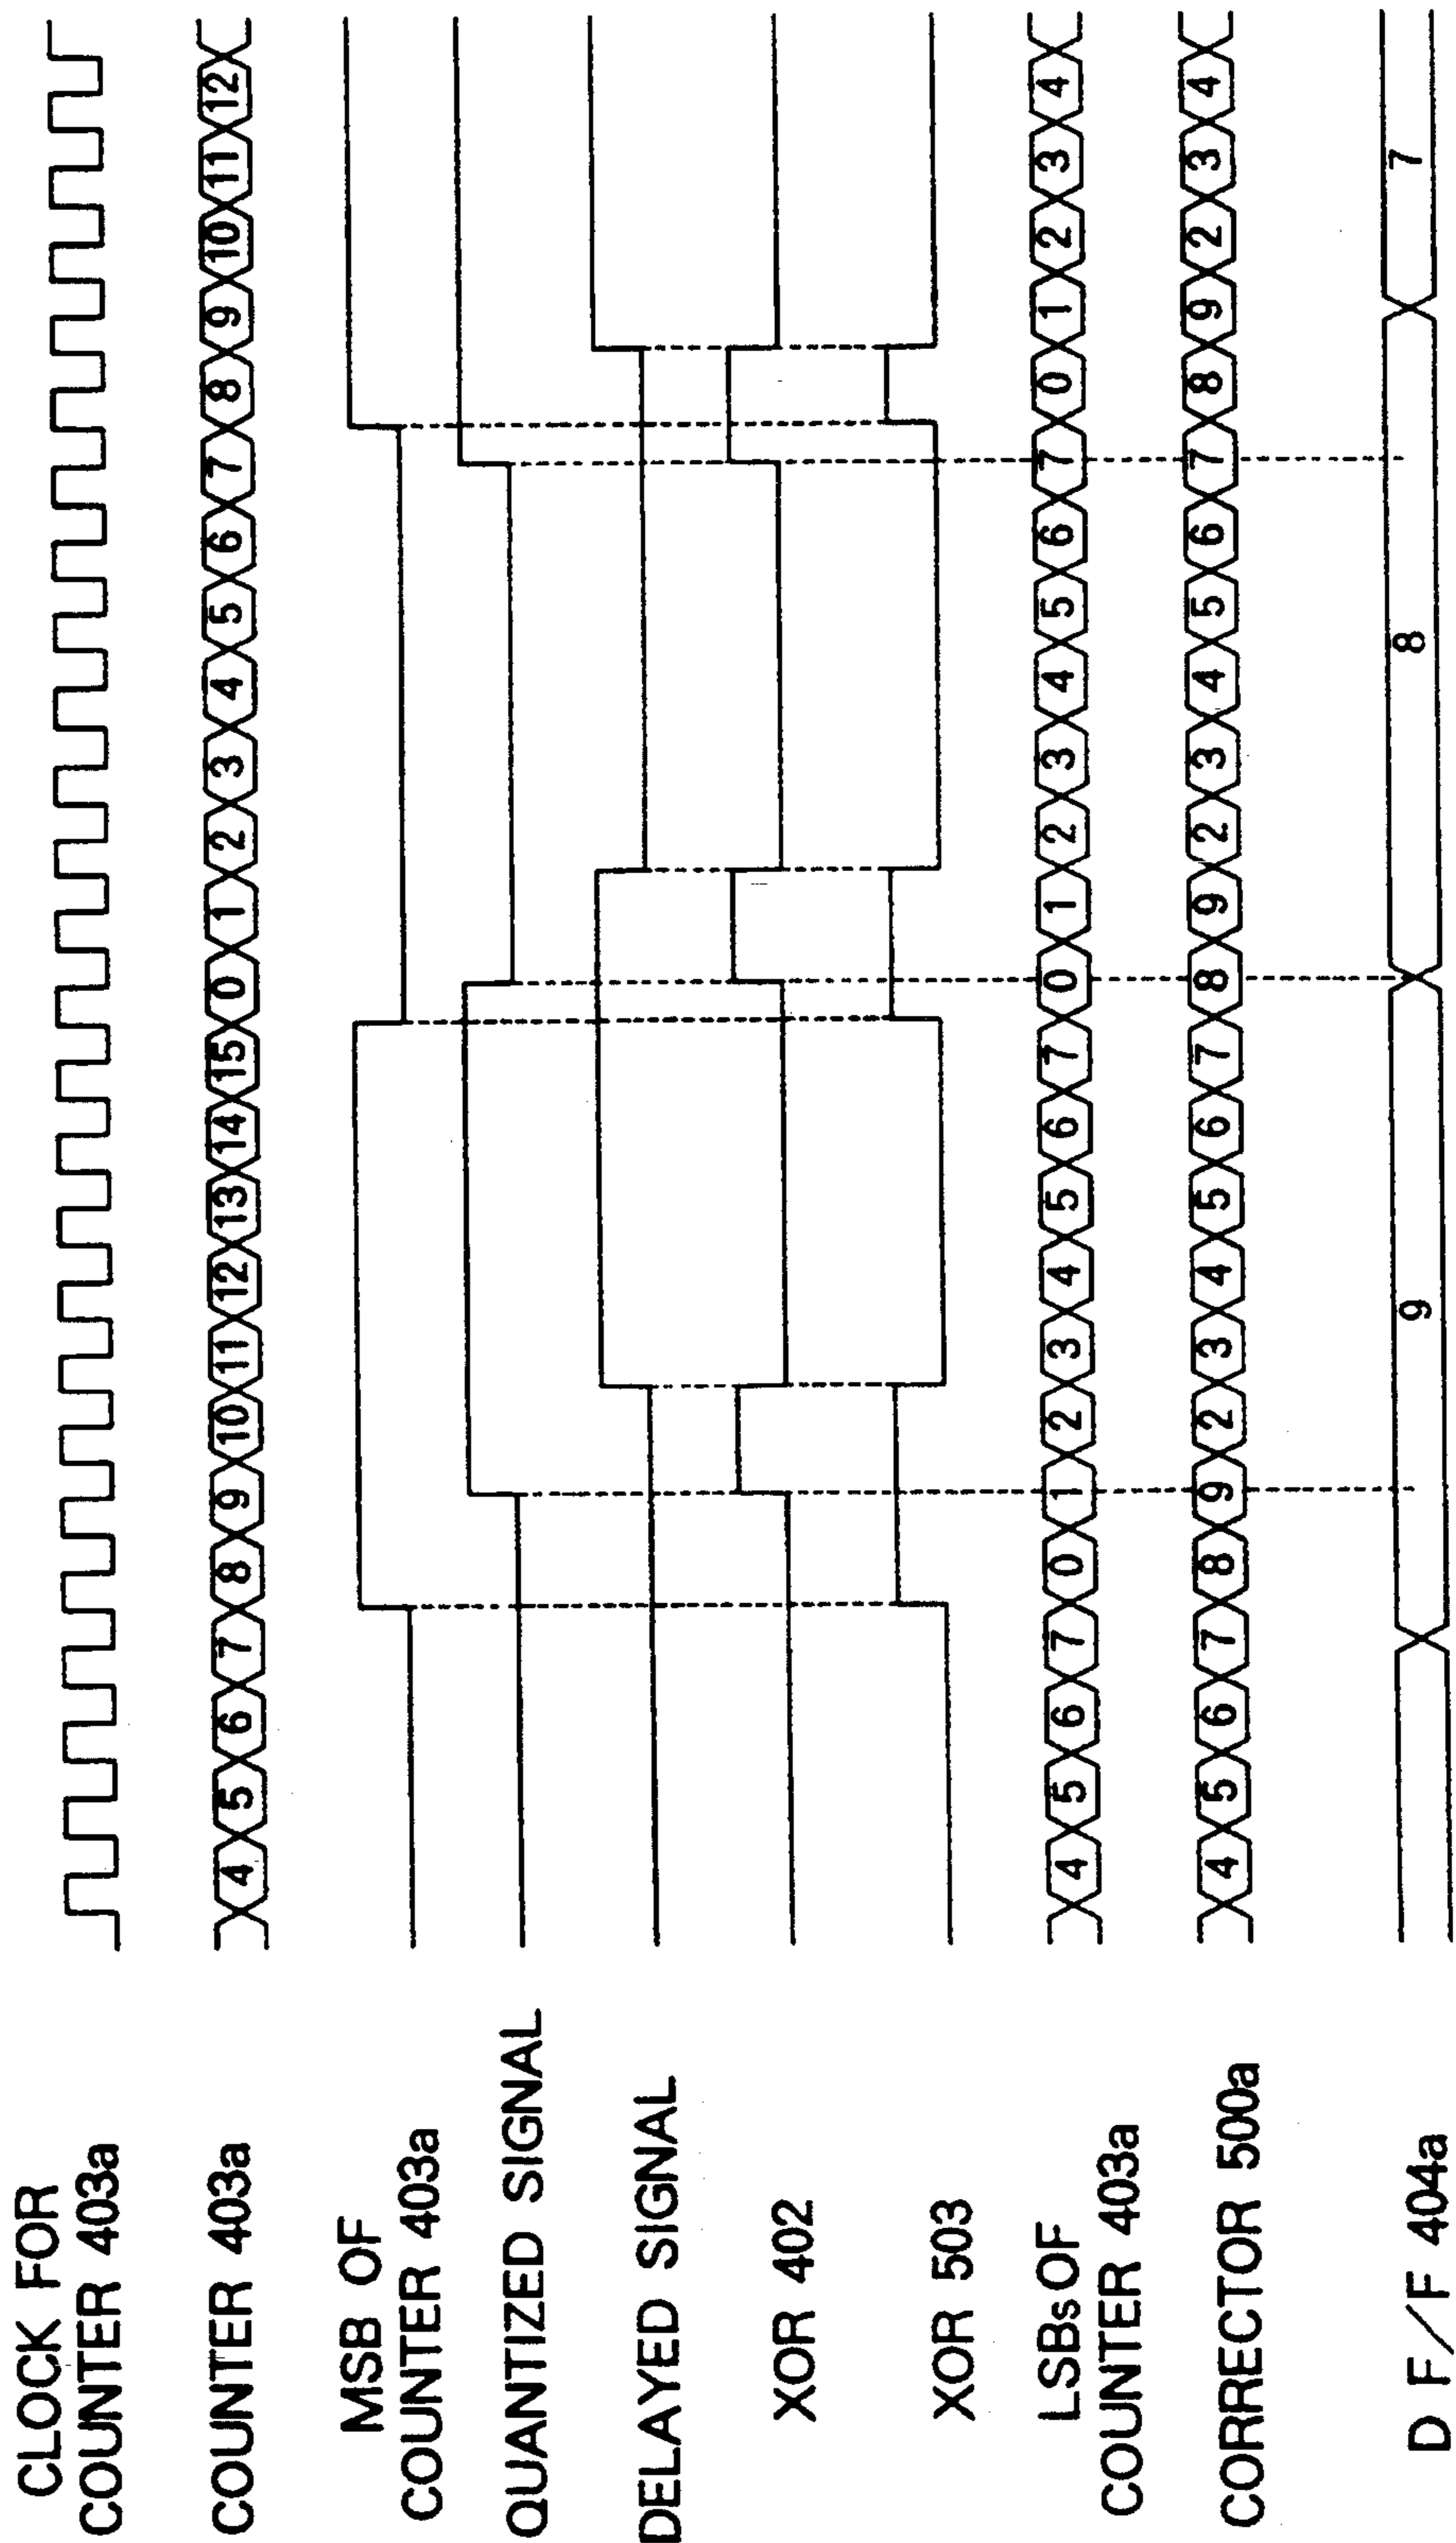 CLOCK FOR
COUNTER 403a
COUNTER 403a
4 5 6 7 8 9 10 11 12 13 14 15 0 1 2 3 4 5 6 7 8 9 10 11 12
MSB OF
COUNTER 403a
QUANTIZED SIGNAL
DELAYED SIGNAL
XOR 402
XOR 503
LSBs OF
COUNTER 403a
4 5 6 7 0 1 2 3 4 5 6 7 0 1 2 3 4 5 6 7 0 1 2 3 4
CORRECTOR 500a
4 5 6 7 8 9 2 3 4 5 6 7 8 9 2 3 4 5 6 7 8 9 2 3 4
D F/F 404a
9 8 7